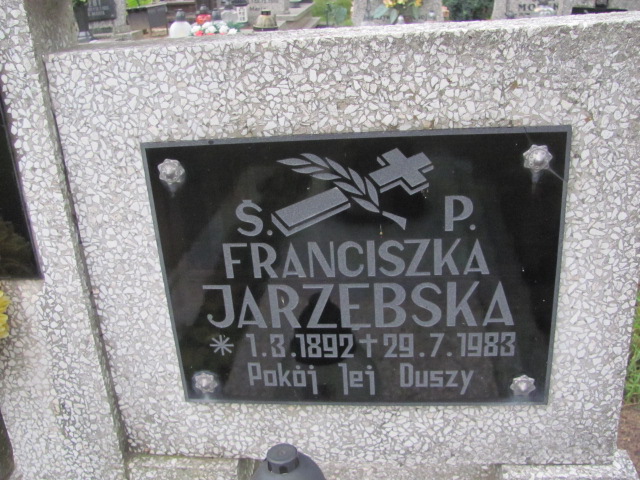 Ś. P.
FRANCISZKA
JARZĘBSKA
* 1.3.1892 † 29.7.1983
Pokój Jej Duszy